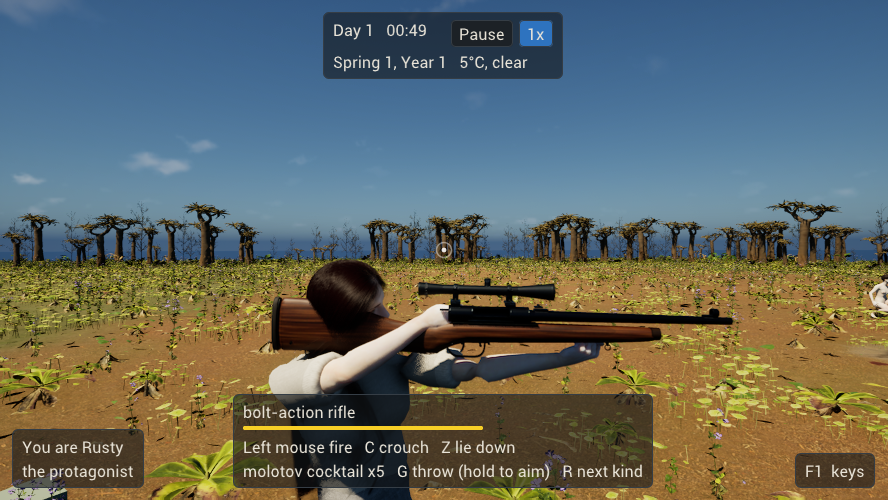 Day 1 00:49 Pause 1x
Spring 1, Year 1 5°C, clear
bolt-action rifle
Left mouse fire C crouch Z lie down
molotov cocktail x5 G throw (hold to aim) R next kind
You are Rusty
the protagonist
F1 keys